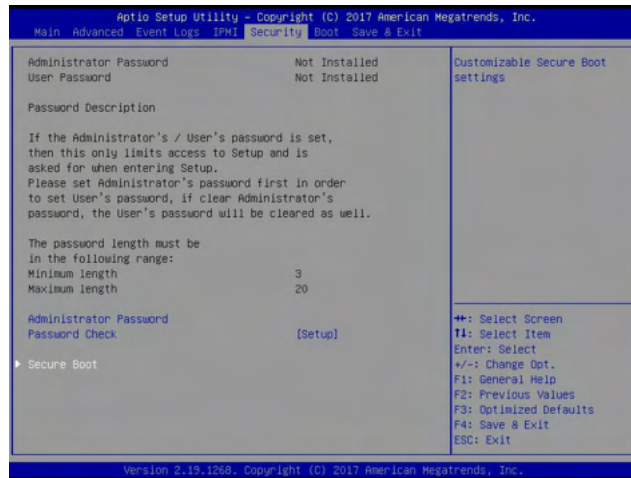 Aptio Setup Utility – Copyright (C) 2017 American Megatrends, Inc.
Main Advanced Event Logs IPMI Security Boot Save & Exit
Administrator Password Not Installed
User Password Not Installed
Password Description
If the Administrator's / User's password is set,
then this only limits access to Setup and is
asked for when entering Setup.
Please set Administrator's password first in order
to set User's password, if clear Administrator's
password, the User's password will be cleared as well.
The password length must be
in the following range:
Minimum length 3
Maximum length 20
Administrator Password
Password Check [Setup]
Secure Boot
Customizable Secure Boot
settings
↔: Select Screen
↑↓: Select Item
Enter: Select
+/-: Change Opt.
F1: General Help
F2: Previous Values
F3: Optimized Defaults
F4: Save & Exit
ESC: Exit
Version 2.19.1268. Copyright (C) 2017 American Megatrends, Inc.